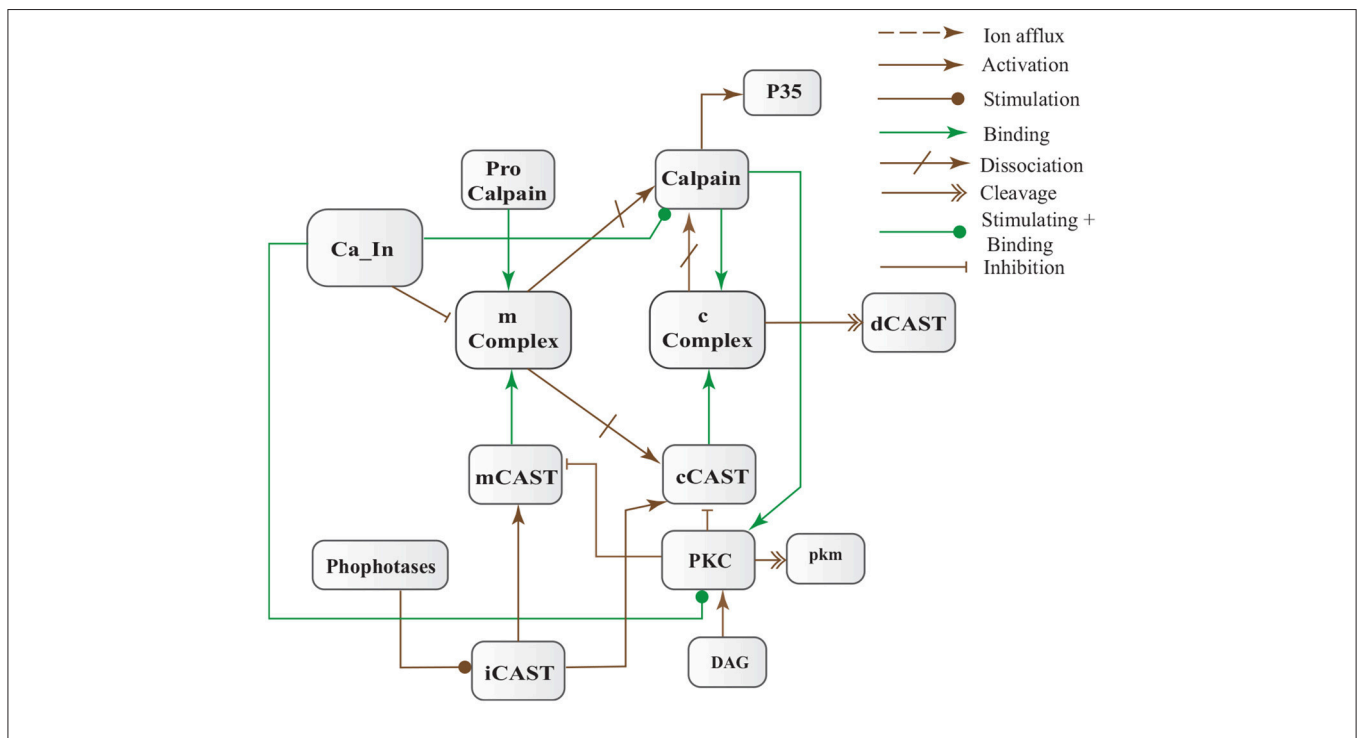 Ion afflux
Activation
Stimulation
Binding
Dissociation
Cleavage
Stimulating +
Binding
Inhibition
P35
Pro
Calpain
Calpain
Ca_In
m
Complex
c
Complex
dCAST
mCAST
cCAST
Phophotases
PKC
pkm
iCAST
DAG